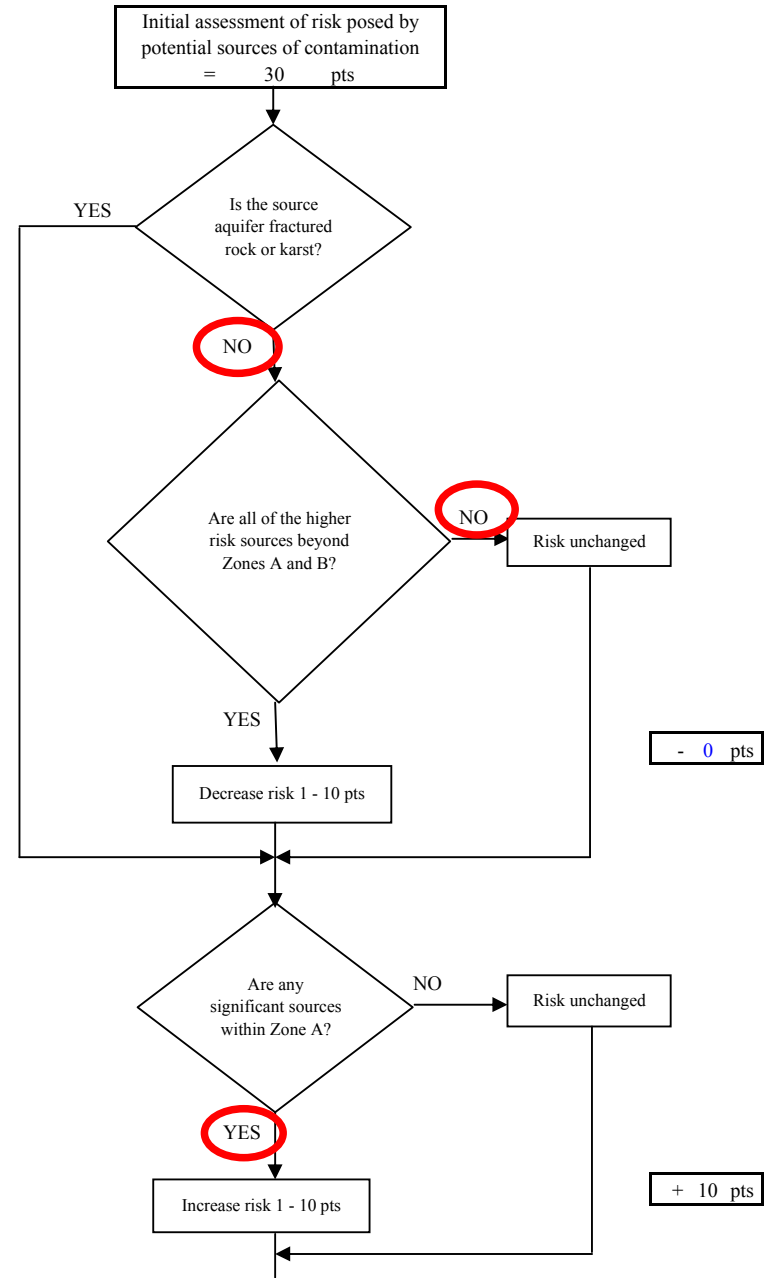 Initial assessment of risk posed by
potential sources of contamination
= 30 pts
YES
Is the source
aquifer fractured
rock or karst?
NO
Are all of the higher
risk sources beyond
Zones A and B?
NO
Risk unchanged
YES
- 0 pts
Decrease risk 1 - 10 pts
Are any
significant sources
within Zone A?
NO
Risk unchanged
YES
+ 10 pts
Increase risk 1 - 10 pts